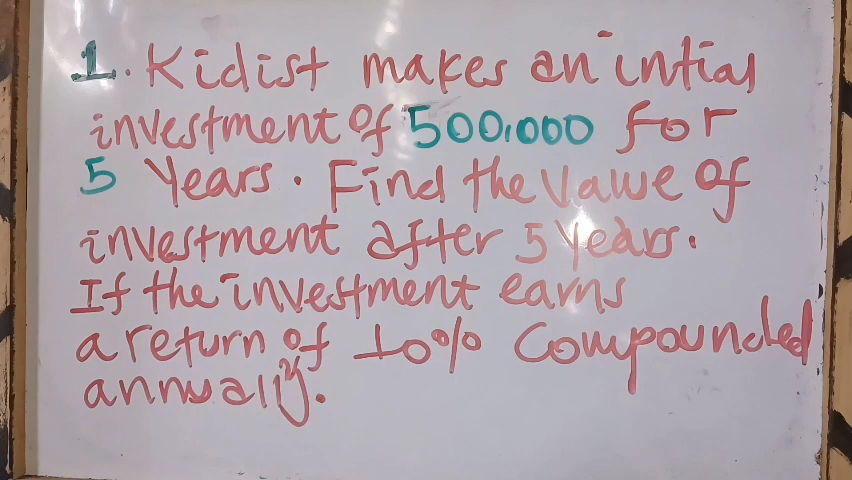 1. Kidist makes an intial
investment of 500,000 for
5 Years. Find the Value of
investment after 5 Years.
If the investment earns
a return of 10% compounded
annually.